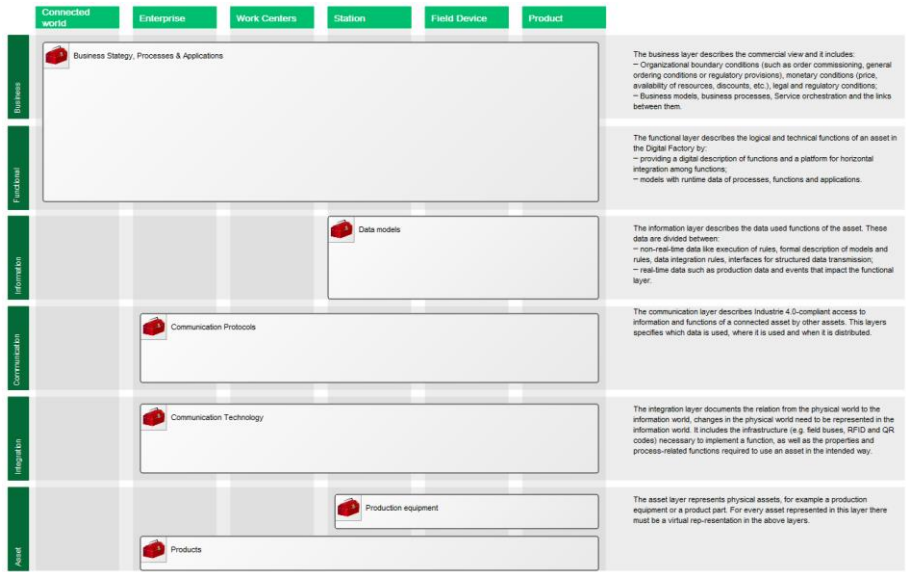 Connected
world
Enterprise
Work Centers
Station
Field Device
Product
Business
Business Stategy, Processes & Applications
The business layer describes the commercial view and it includes:
– Organizational boundary conditions (such as order commissioning, general
ordering conditions or regulatory provisions), monetary conditions (price,
availability of resources, discounts, etc.), legal and regulatory conditions;
– Business models, business processes, Service orchestration and the links
between them.
Functional
The functional layer describes the logical and technical functions of an asset in
the Digital Factory by:
– providing a digital description of functions and a platform for horizontal
integration among functions;
– models with runtime data of processes, functions and applications.
Information
Data models
The information layer describes the data used functions of the asset. These
data are divided between:
– non-real-time data like execution of rules, formal description of models and
rules, data integration rules, interfaces for structured data transmission;
– real-time data such as production data and events that impact the functional
layer.
Communication
Communication Protocols
The communication layer describes Industrie 4.0-compliant access to
information and functions of a connected asset by other assets. This layers
specifies which data is used, where it is used and when it is distributed.
Integration
Communication Technology
The integration layer documents the relation from the physical world to the
information world, changes in the physical world need to be represented in the
information world. It includes the infrastructure (e.g. field buses, RFID and QR
codes) necessary to implement a function, as well as the properties and
process-related functions required to use an asset in the intended way.
Asset
Production equipment
Products
The asset layer represents physical assets, for example a production
equipment or a product part. For every asset represented in this layer there
must be a virtual rep-resentation in the above layers.